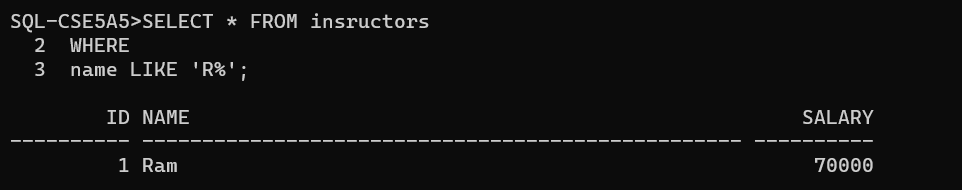 SQL-CSE5A5>SELECT * FROM insructors
  2  WHERE
  3  name LIKE 'R%';
        ID NAME                                                   SALARY
---------- -------------------------------------------------- ----------
         1 Ram                                                     70000